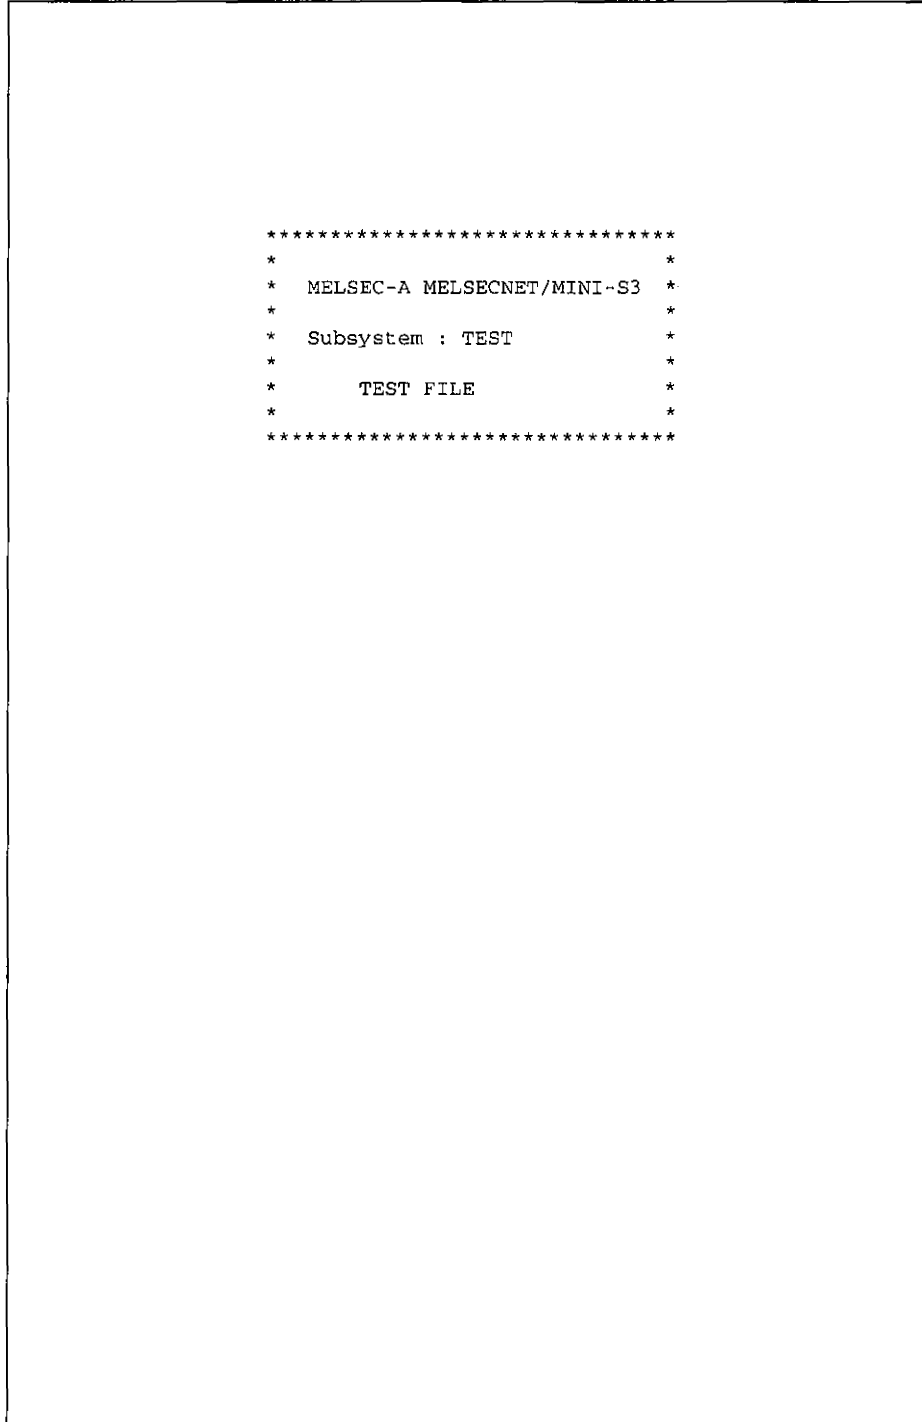 ********************************
*                              *
*  MELSEC-A MELSECNET/MINI-S3  *
*                              *
*  Subsystem : TEST            *
*                              *
*      TEST FILE               *
*                              *
********************************